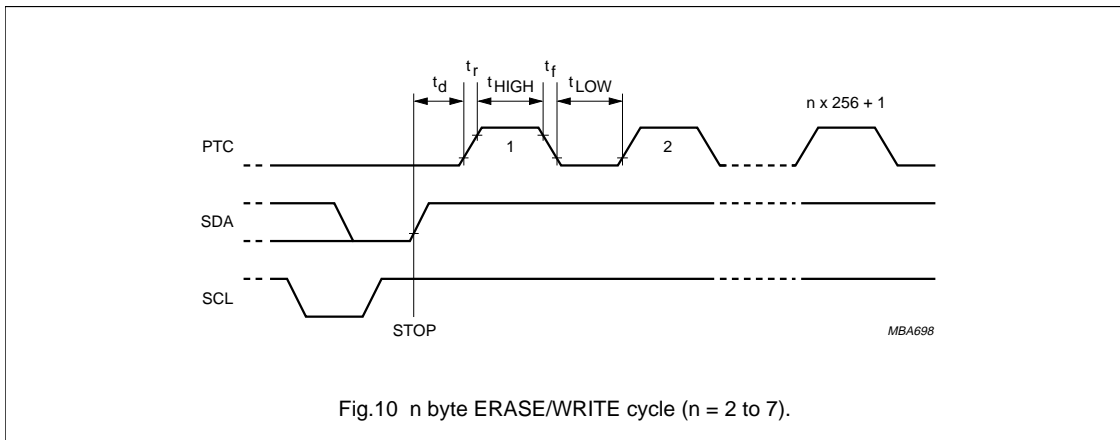 t_d t_r t_HIGH t_f t_LOW
n x 256 + 1
PTC
1
2
SDA
SCL
STOP
MBA698
Fig.10 n byte ERASE/WRITE cycle (n = 2 to 7).